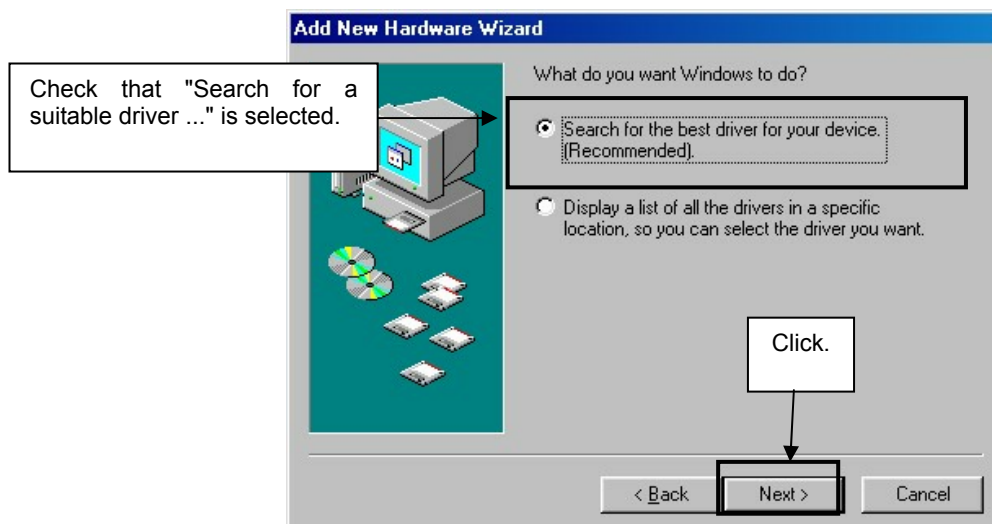 Add New Hardware Wizard
Check that "Search for a
suitable driver ..." is selected.
What do you want Windows to do?
Search for the best driver for your device.
(Recommended).
Display a list of all the drivers in a specific
location, so you can select the driver you want.
Click.
< Back
Next >
Cancel